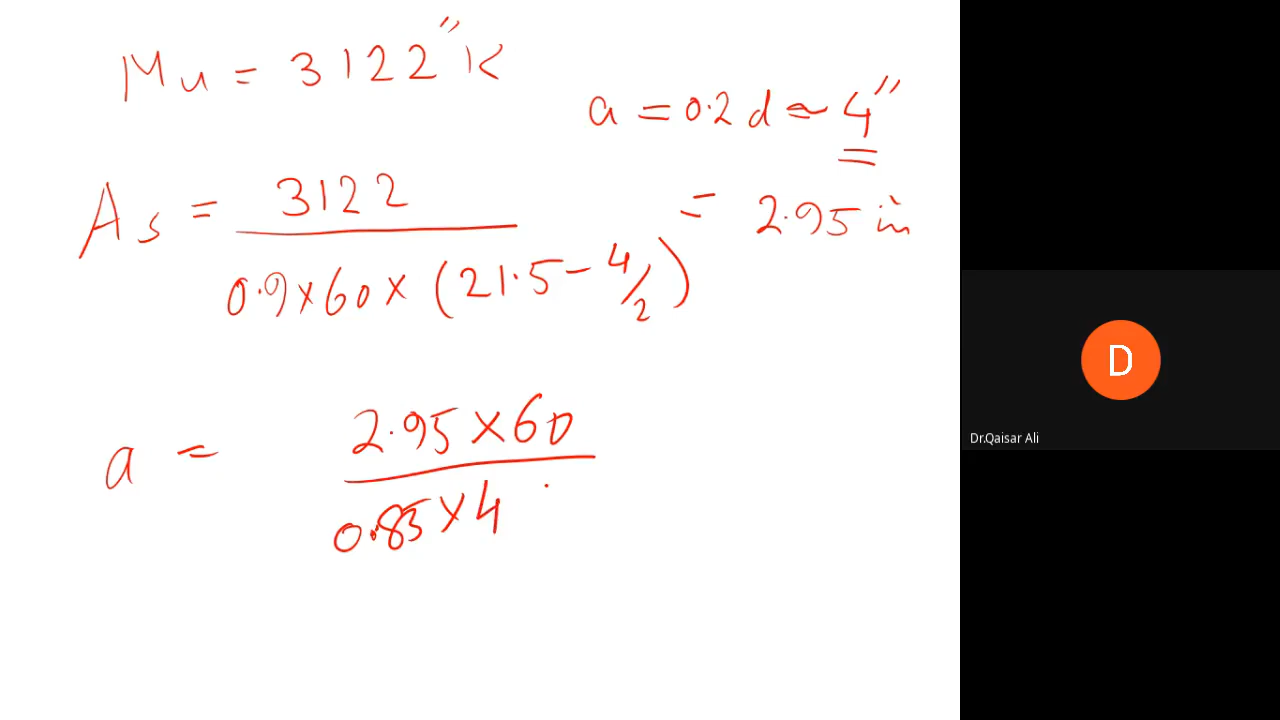 Mu = 3122"K
a = 0.2d ≈ 4"
As = 3122 / 0.9×60×(21.5-4/2) = 2.95 in
a = 2.95×60 / 0.85×4
D
Dr.Qaisar Ali